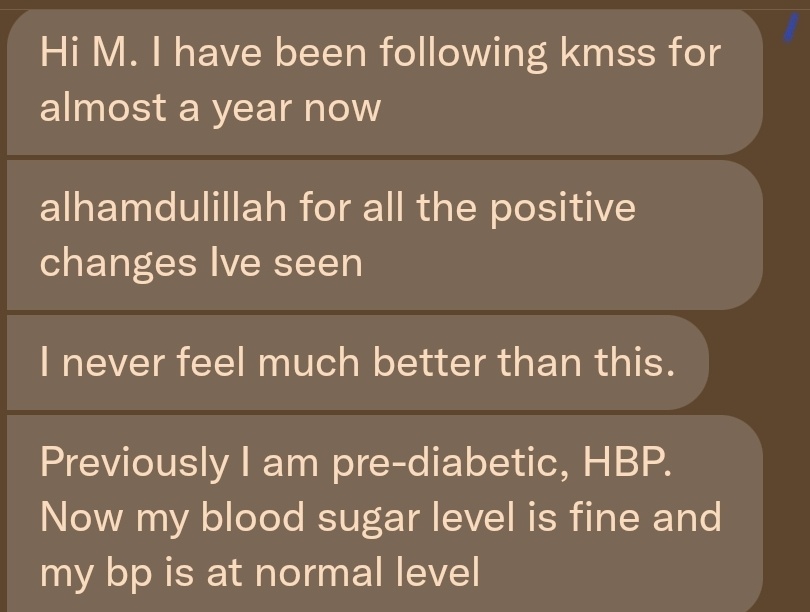 Hi M. I have been following kmss for
almost a year now
alhamdulillah for all the positive
changes Ive seen
I never feel much better than this.
Previously I am pre-diabetic, HBP.
Now my blood sugar level is fine and
my bp is at normal level